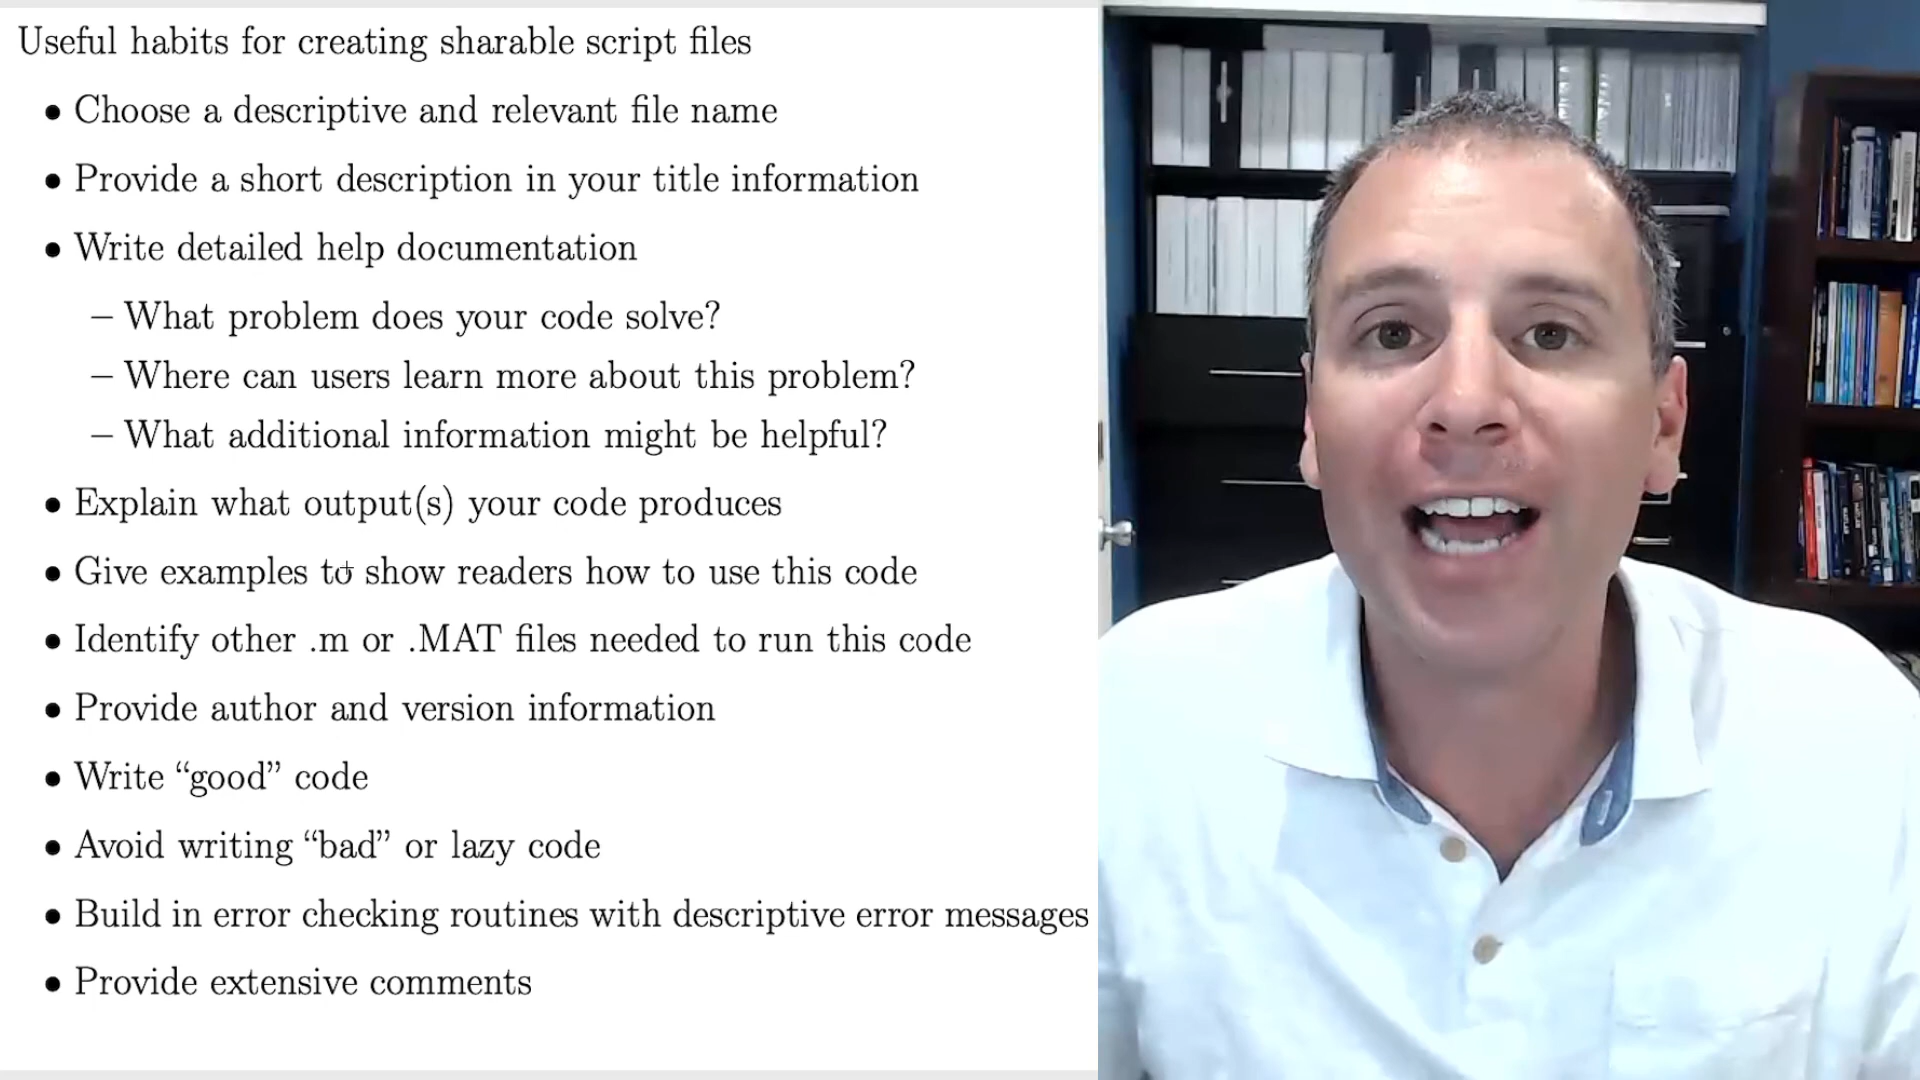 Useful habits for creating sharable script files
• Choose a descriptive and relevant file name
• Provide a short description in your title information
• Write detailed help documentation
– What problem does your code solve?
– Where can users learn more about this problem?
– What additional information might be helpful?
• Explain what output(s) your code produces
• Give examples to show readers how to use this code
• Identify other .m or .MAT files needed to run this code
• Provide author and version information
• Write “good” code
• Avoid writing “bad” or lazy code
• Build in error checking routines with descriptive error messages
• Provide extensive comments